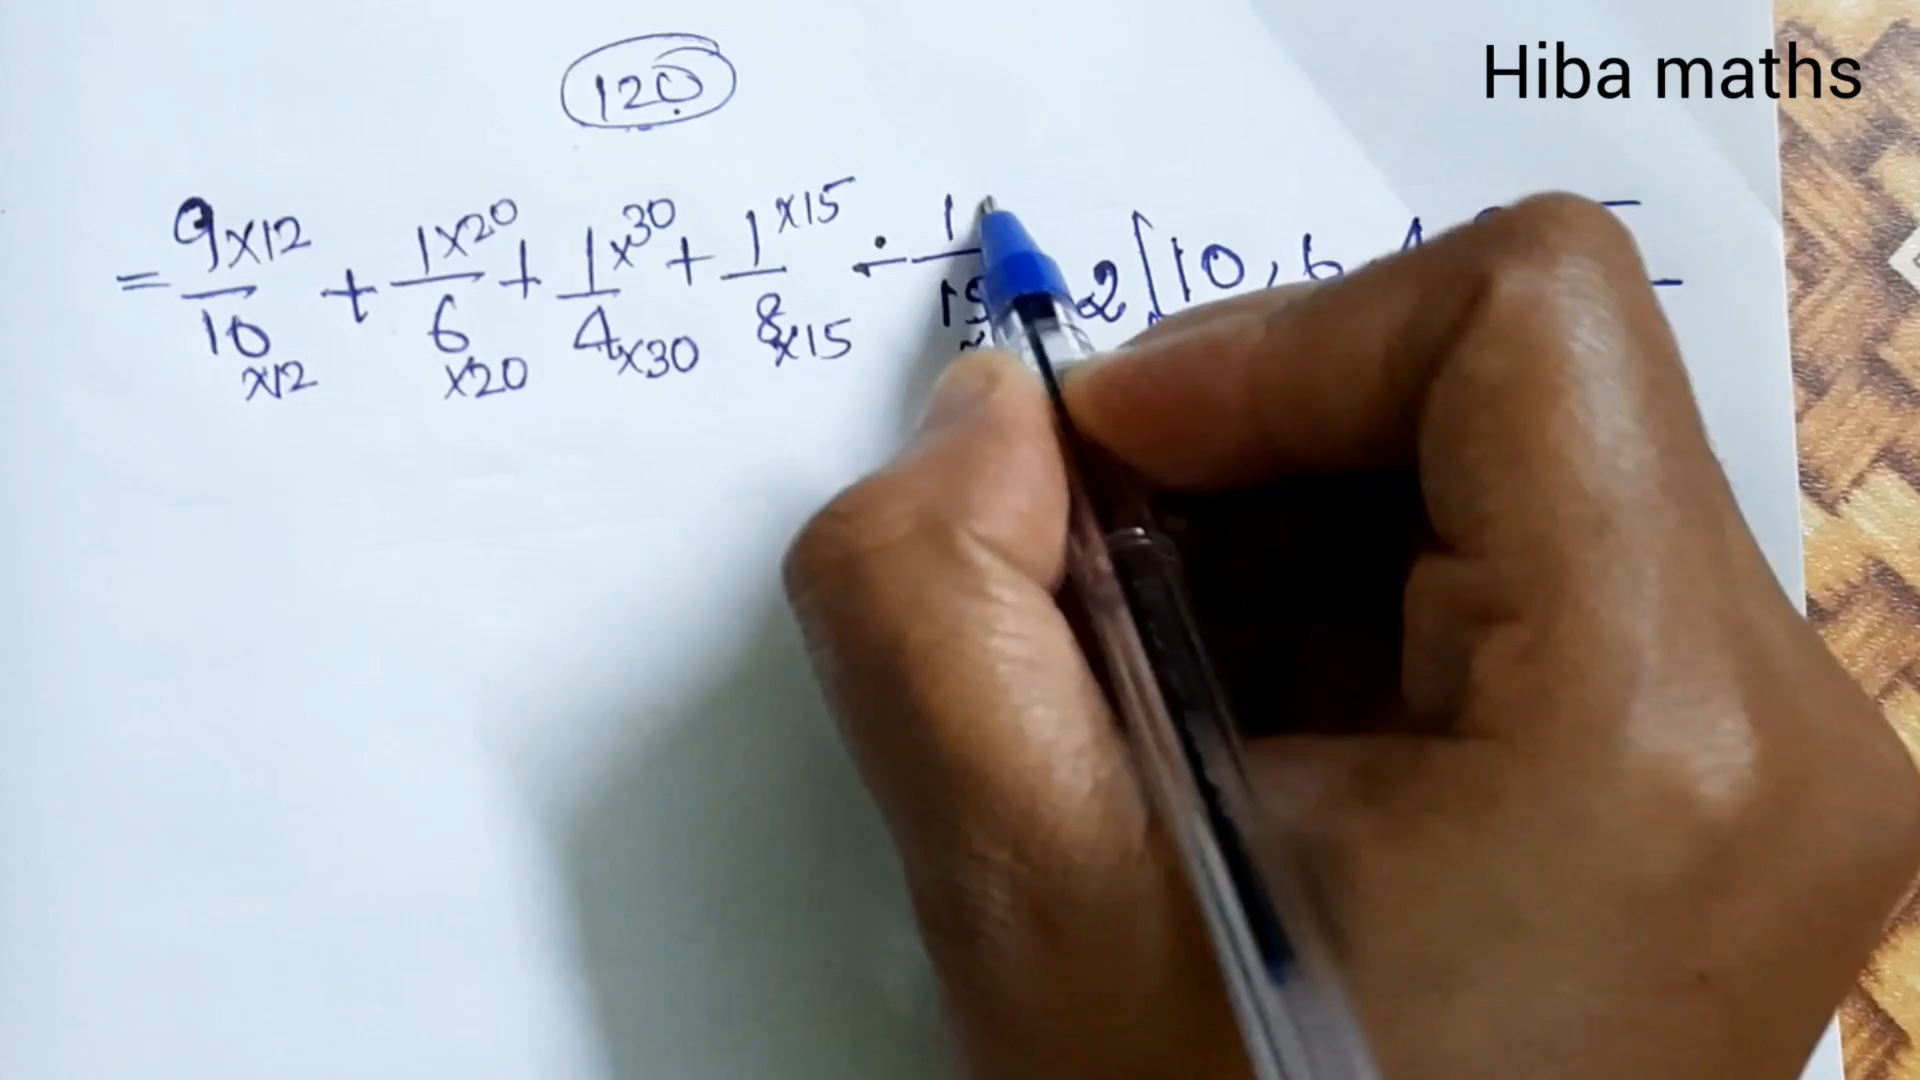 Hiba maths
120
= 9×12/10×12 + 1×20/6×20 + 1×30/4×30 + 1×15/8×15 ÷ 1/15 2 10, 6,